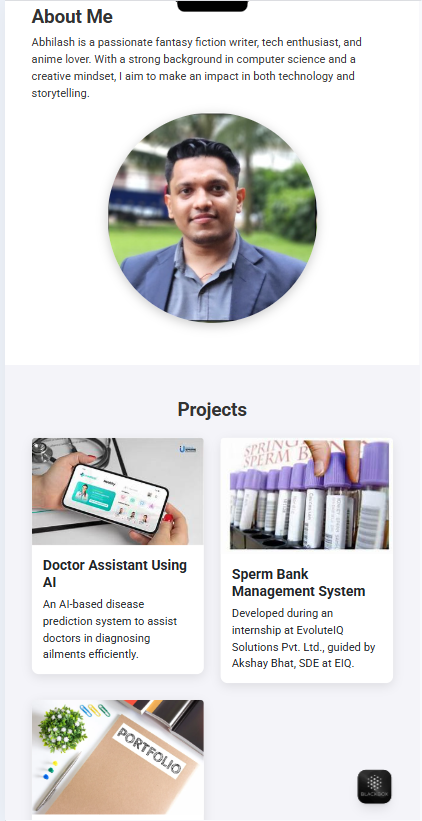 About Me
Abhilash is a passionate fantasy fiction writer, tech enthusiast, and
anime lover. With a strong background in computer science and a
creative mindset, I aim to make an impact in both technology and
storytelling.
Projects
SPRING
SPERM B
Doctor Assistant Using
AI
An AI-based disease
prediction system to assist
doctors in diagnosing
ailments efficiently.
Sperm Bank
Management System
Developed during an
internship at EvoluteIQ
Solutions Pvt. Ltd., guided by
Akshay Bhat, SDE at EIQ.
PORTFOLIO
BLACKBOX